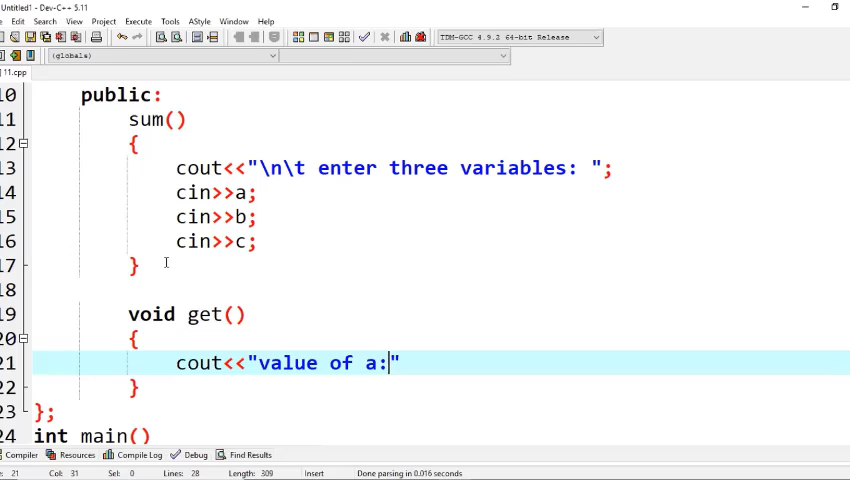 Untitled1 - Dev-C++ 5.11
File Edit Search View Project Execute Tools AStyle Window Help
TDM-GCC 4.9.2 64-bit Release
(globals)
11.cpp
10 public:
11 sum()
12 {
13 cout<<"\n\t enter three variables: ";
14 cin>>a;
15 cin>>b;
16 cin>>c;
17 }
18
19 void get()
20 {
21 cout<<"value of a:"
22 }
23 };
24 int main()
Compiler Resources Compile Log Debug Find Results
: 21 Col: 31 Sel: 0 Lines: 28 Length: 309 Insert Done parsing in 0.016 seconds